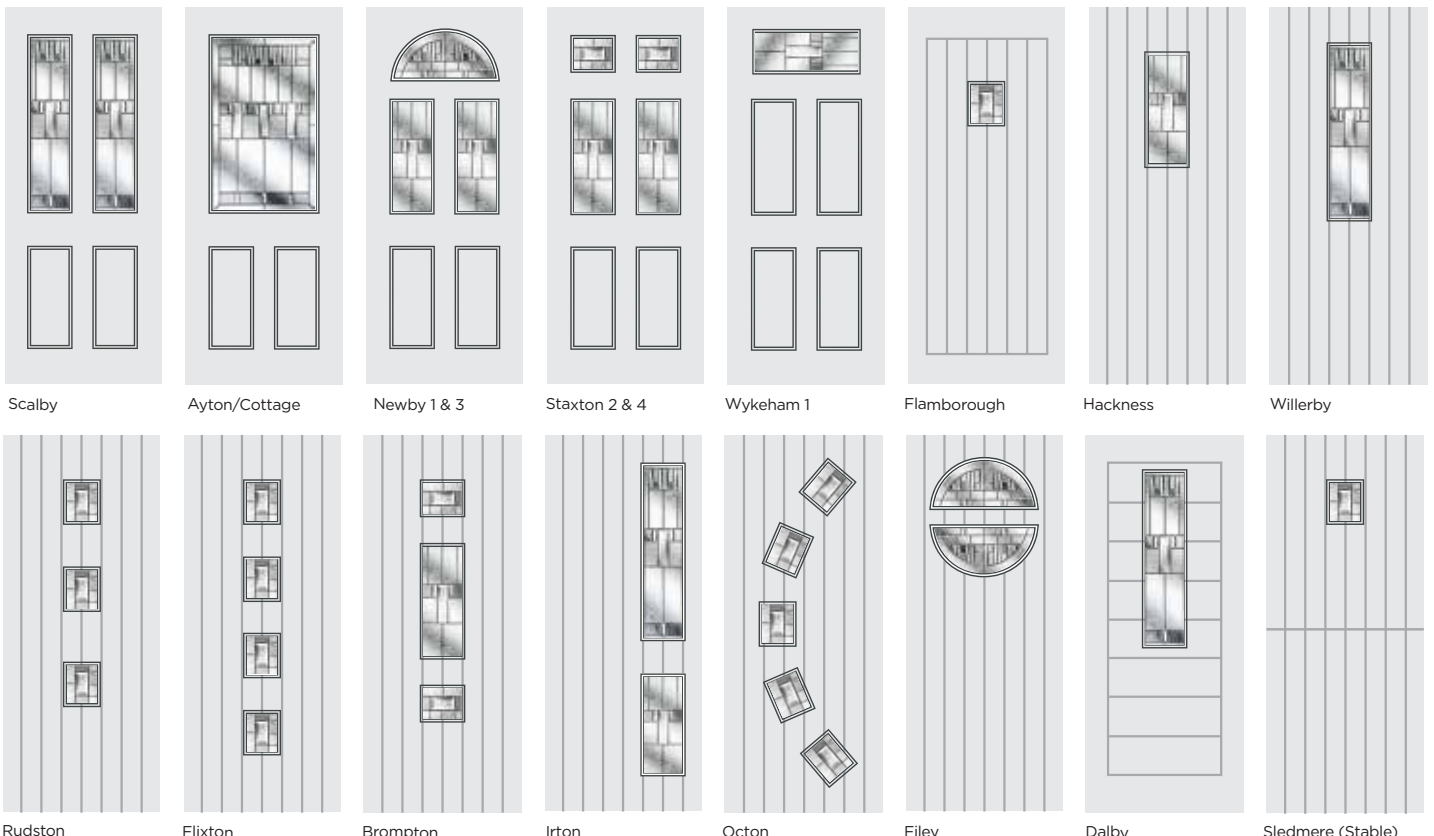 Scalby
Ayton/Cottage
Newby 1 & 3
Staxton 2 & 4
Wykeham 1
Flamborough
Hackness
Willerby
Rudston
Flixton
Brompton
Irton
Octon
Filey
Dalby
Sledmere (Stable)